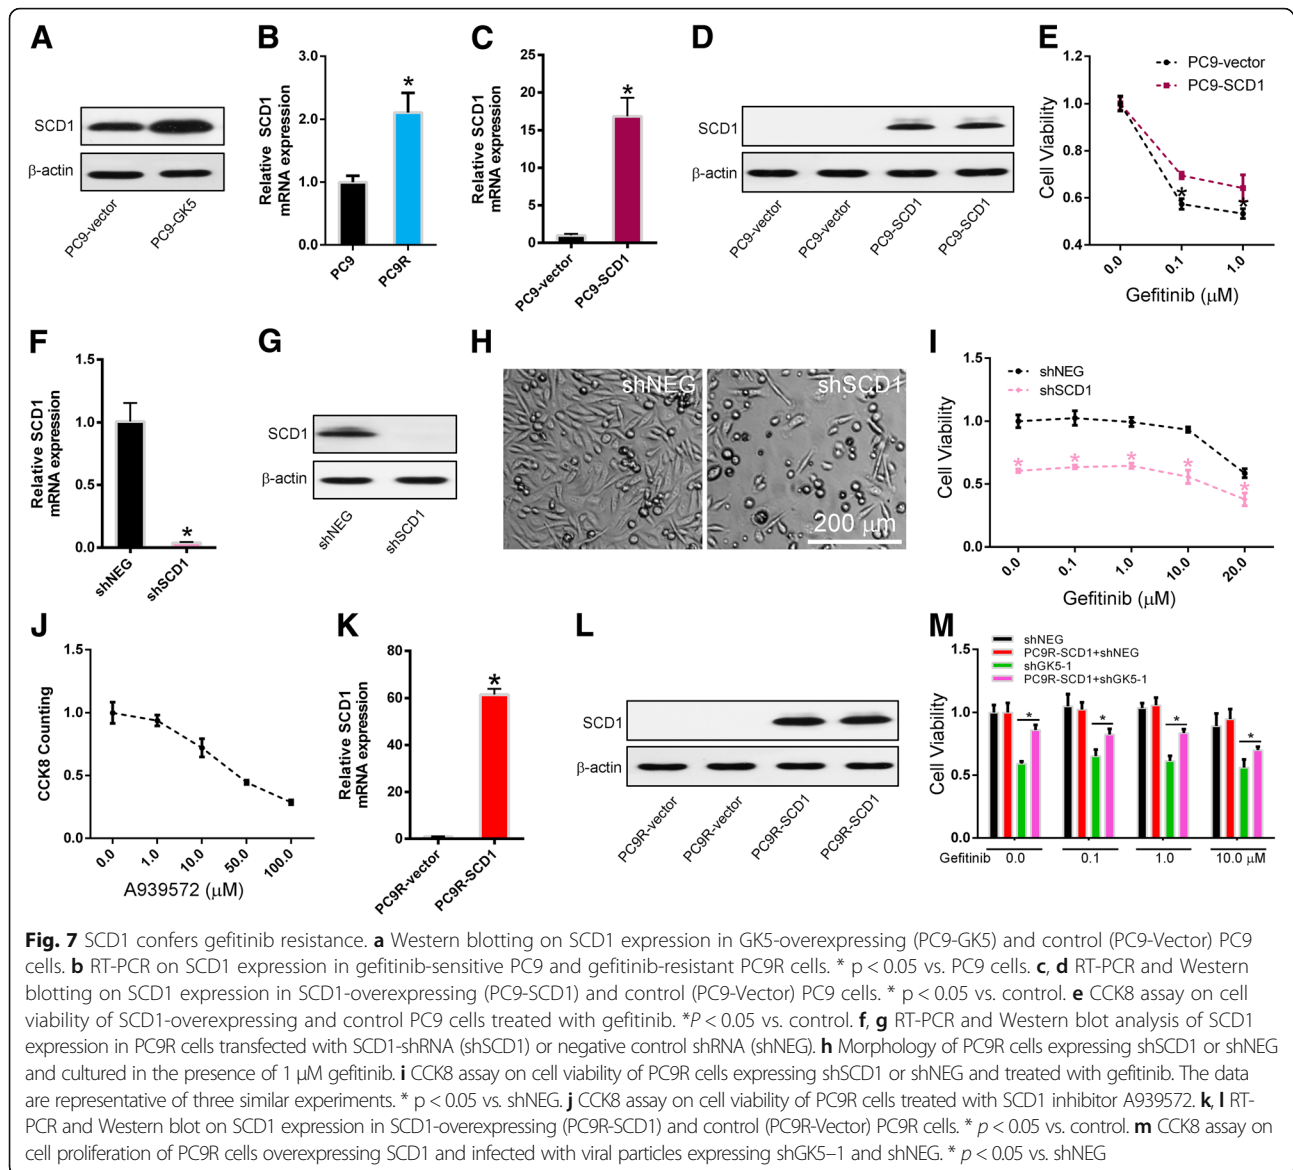 A
SCD1
β-actin
PC9-vector
PC9-GK5
B
Relative SCD1
mRNA expression
3.0
2.0
1.0
0.0
*
PC9
PC9R
C
Relative SCD1
mRNA expression
25
20
15
10
5
0
*
PC9-vector
PC9-SCD1
D
SCD1
β-actin
PC9-vector
PC9-vector
PC9-SCD1
PC9-SCD1
E
Cell Viability
1.2
1.0
0.8
0.6
0.4
PC9-vector
PC9-SCD1
*
*
0.0
0.1
1.0
Gefitinib (μM)
F
Relative SCD1
mRNA expression
1.5
1.0
0.5
0.0
*
shNEG
shSCD1
G
SCD1
β-actin
shNEG
shSCD1
H
shNEG
shSCD1
200 μm
I
Cell Viability
1.5
1.0
0.5
0.0
shNEG
shSCD1
* * * * *
0.0
0.1
1.0
10.0
20.0
Gefitinib (μM)
J
CCK8 Counting
1.5
1.0
0.5
0.0
0.0
1.0
10.0
50.0
100.0
A939572 (μM)
K
Relative SCD1
mRNA expression
80
60
40
20
0
*
PC9R-vector
PC9R-SCD1
L
SCD1
β-actin
PC9R-vector
PC9R-vector
PC9R-SCD1
PC9R-SCD1
M
Cell Viability
1.5
1.0
0.5
0.0
shNEG
PC9R-SCD1+shNEG
shGK5-1
PC9R-SCD1+shGK5-1
* * * *
Gefitinib 0.0 0.1 1.0 10.0 μM
Fig. 7 SCD1 confers gefitinib resistance. a Western blotting on SCD1 expression in GK5-overexpressing (PC9-GK5) and control (PC9-Vector) PC9
cells. b RT-PCR on SCD1 expression in gefitinib-sensitive PC9 and gefitinib-resistant PC9R cells. * p < 0.05 vs. PC9 cells. c, d RT-PCR and Western
blotting on SCD1 expression in SCD1-overexpressing (PC9-SCD1) and control (PC9-Vector) PC9 cells. * p < 0.05 vs. control. e CCK8 assay on cell
viability of SCD1-overexpressing and control PC9 cells treated with gefitinib. *P < 0.05 vs. control. f, g RT-PCR and Western blot analysis of SCD1
expression in PC9R cells transfected with SCD1-shRNA (shSCD1) or negative control shRNA (shNEG). h Morphology of PC9R cells expressing shSCD1 or shNEG
and cultured in the presence of 1 μM gefitinib. i CCK8 assay on cell viability of PC9R cells expressing shSCD1 or shNEG and treated with gefitinib. The data
are representative of three similar experiments. * p < 0.05 vs. shNEG. j CCK8 assay on cell viability of PC9R cells treated with SCD1 inhibitor A939572. k, l RT-
PCR and Western blot on SCD1 expression in SCD1-overexpressing (PC9R-SCD1) and control (PC9R-Vector) PC9R cells. * p < 0.05 vs. control. m CCK8 assay on
cell proliferation of PC9R cells overexpressing SCD1 and infected with viral particles expressing shGK5–1 and shNEG. * p < 0.05 vs. shNEG